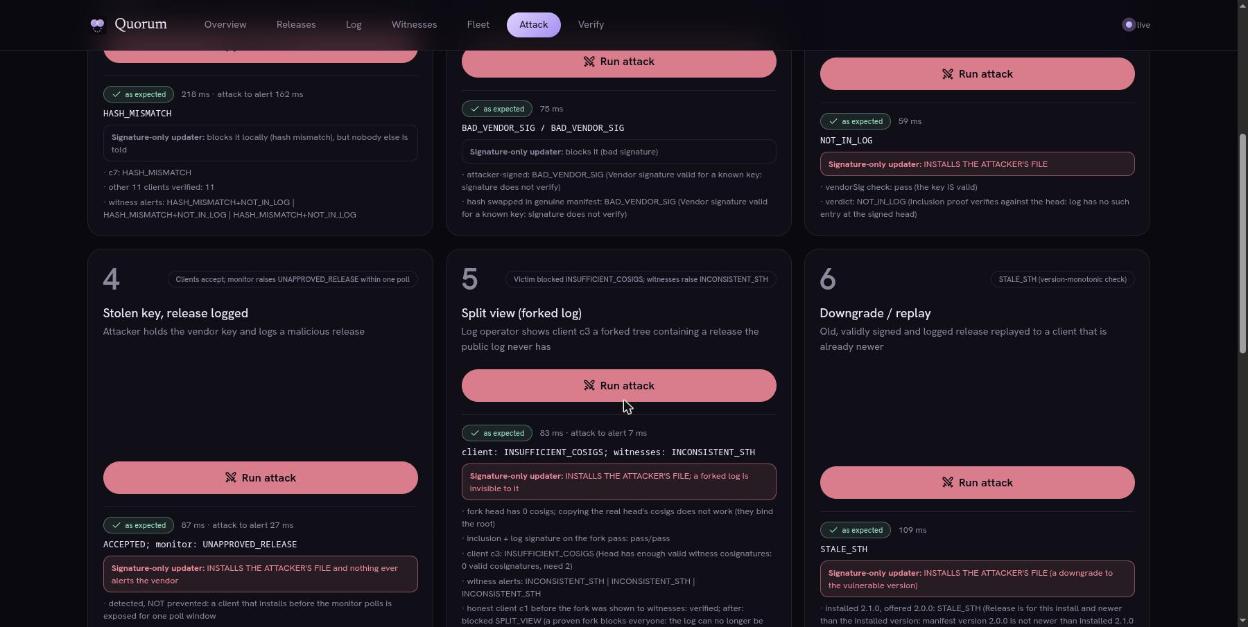 Quorum
Overview
Releases
Log
Witnesses
Fleet
Attack
Verify
live
as expected
218 ms · attack to alert 162 ms
HASH_MISMATCH
Signature-only updater: blocks it locally (hash mismatch), but nobody else is
told
· c7: HASH_MISMATCH
· other 11 clients verified: 11
· witness alerts: HASH_MISMATCH+NOT_IN_LOG |
HASH_MISMATCH+NOT_IN_LOG | HASH_MISMATCH+NOT_IN_LOG
Run attack
as expected
75 ms
BAD_VENDOR_SIG / BAD_VENDOR_SIG
Signature-only updater: blocks it (bad signature)
· attacker-signed: BAD_VENDOR_SIG (Vendor signature valid for a known key:
signature does not verify)
· hash swapped in genuine manifest: BAD_VENDOR_SIG (Vendor signature valid
for a known key: signature does not verify)
Run attack
as expected
59 ms
NOT_IN_LOG
Signature-only updater: INSTALLS THE ATTACKER'S FILE
· vendorSig check: pass (the key IS valid)
· verdict: NOT_IN_LOG (Inclusion proof verifies against the head: log has no such
entry at the signed head)
4
Clients accept; monitor raises UNAPPROVED_RELEASE within one poll
Stolen key, release logged
Attacker holds the vendor key and logs a malicious release
Run attack
as expected
87 ms · attack to alert 27 ms
ACCEPTED; monitor: UNAPPROVED_RELEASE
Signature-only updater: INSTALLS THE ATTACKER'S FILE and nothing ever
alerts the vendor
· detected, NOT prevented: a client that installs before the monitor polls is
exposed for one poll window
5
Victim blocked INSUFFICIENT_COSIGS; witnesses raise INCONSISTENT_STH
Split view (forked log)
Log operator shows client c3 a forked tree containing a release the
public log never has
Run attack
as expected
83 ms · attack to alert 7 ms
client: INSUFFICIENT_COSIGS; witnesses: INCONSISTENT_STH
Signature-only updater: INSTALLS THE ATTACKER'S FILE; a forked log is
invisible to it
· fork head has 0 cosigs; copying the real head's cosigs does not work (they bind
the root)
· inclusion + log signature on the fork pass: pass/pass
· client c3: INSUFFICIENT_COSIGS (Head has enough valid witness cosignatures:
0 valid cosignatures, need 2)
· witness alerts: INCONSISTENT_STH | INCONSISTENT_STH |
INCONSISTENT_STH
· honest client c1 before the fork was shown to witnesses: verified; after:
blocked SPLIT_VIEW (a proven fork blocks everyone: the log can no longer be
6
STALE_STH (version-monotonic check)
Downgrade / replay
Old, validly signed and logged release replayed to a client that is
already newer
Run attack
as expected
109 ms
STALE_STH
Signature-only updater: INSTALLS THE ATTACKER'S FILE (a downgrade to
the vulnerable version)
· installed 2.1.0, offered 2.0.0: STALE_STH (Release is for this install and newer
than the installed version: manifest version 2.0.0 is not newer than installed 2.1.0